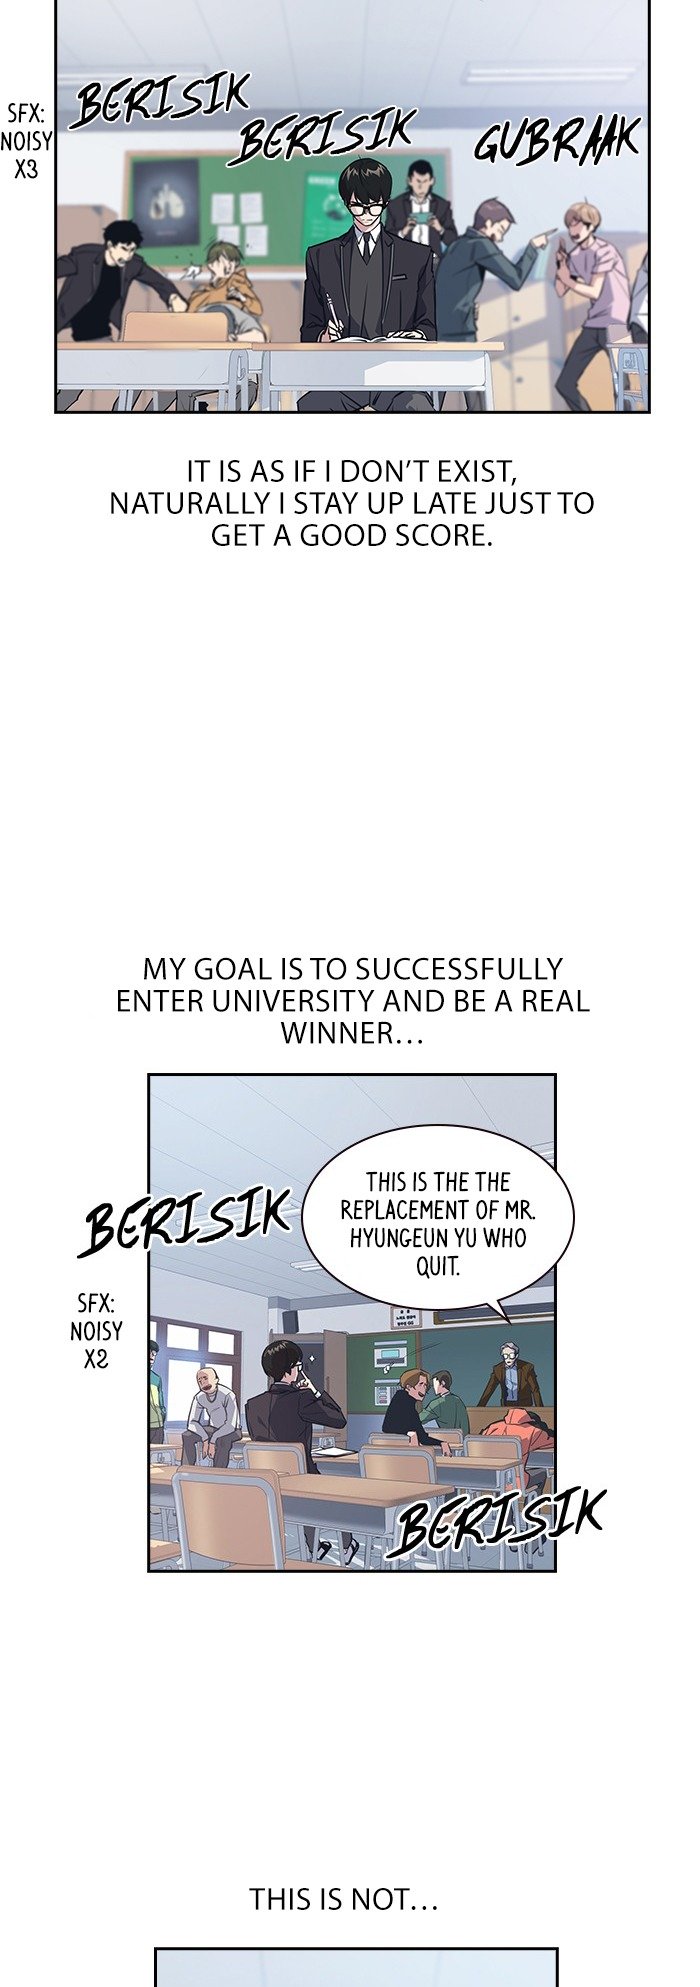 BERISIK
BERISIK
GUBRAAK
SFX:
NOISY
X3
IT IS AS IF I DON'T EXIST,
NATURALLY I STAY UP LATE JUST TO
GET A GOOD SCORE.
MY GOAL IS TO SUCCESSFULLY
ENTER UNIVERSITY AND BE A REAL
WINNER...
THIS IS THE THE
REPLACEMENT OF MR.
HYUNGEUN YU WHO
QUIT.
BERISIK
SFX:
NOISY
X2
BERISIK
THIS IS NOT...